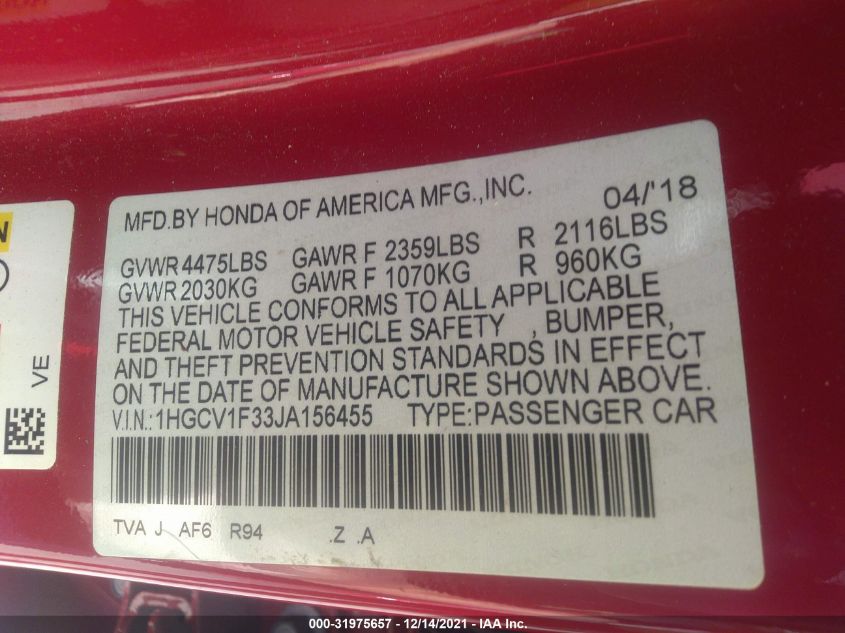 MFD.BY HONDA OF AMERICA MFG.,INC. 04/'18
GVWR 4475LBS GAWR F 2359LBS R 2116LBS
GVWR 2030KG GAWR F 1070KG R 960KG
THIS VEHICLE CONFORMS TO ALL APPLICABLE
FEDERAL MOTOR VEHICLE SAFETY , BUMPER,
AND THEFT PREVENTION STANDARDS IN EFFECT
ON THE DATE OF MANUFACTURE SHOWN ABOVE.
V.I.N.:1HGCV1F33JA156455 TYPE:PASSENGER CAR
TVA J AF6 R94 .Z .A
N
VE
000-31975657 - 12/14/2021 - IAA Inc.